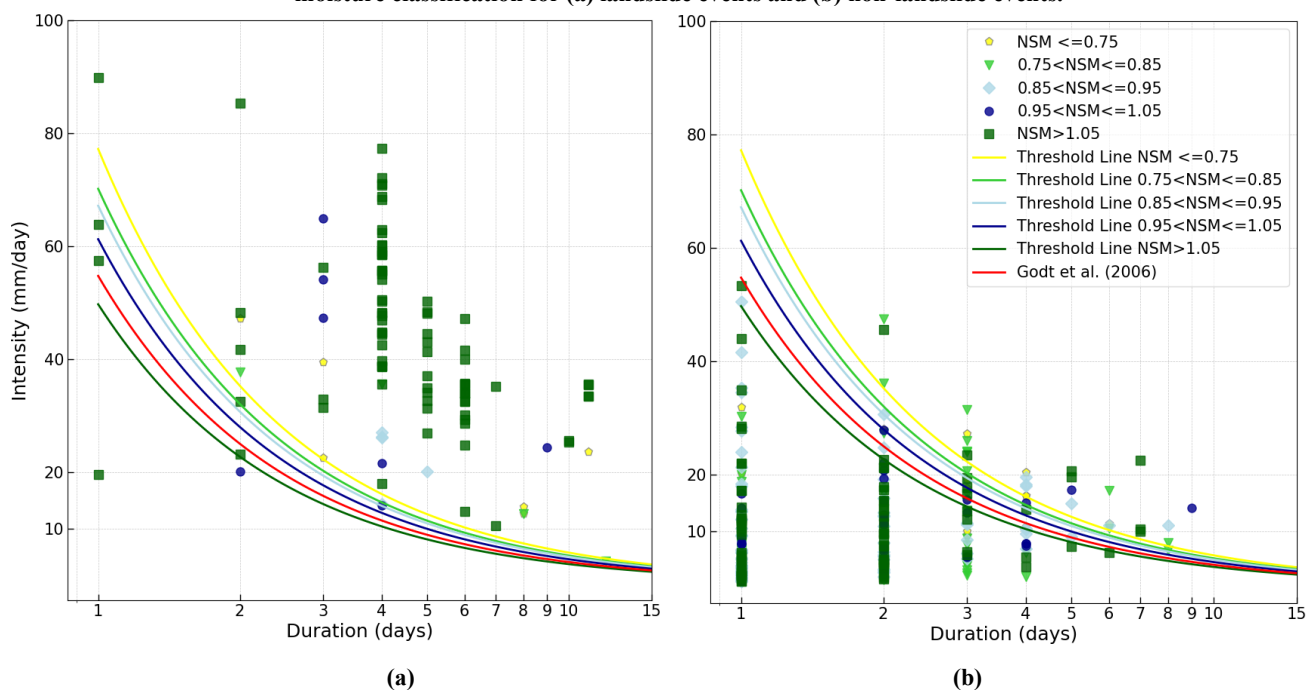 moisture classification for (a) landslide events and (b) non-landslide events.
100
80
60
40
20
10
Intensity (mm/day)
1
2
3
4
5
6
7
8
9
10
15
Duration (days)
(a)
100
80
60
40
20
10
NSM <=0.75
0.75<NSM<=0.85
0.85<NSM<=0.95
0.95<NSM<=1.05
NSM>1.05
Threshold Line NSM <=0.75
Threshold Line 0.75<NSM<=0.85
Threshold Line 0.85<NSM<=0.95
Threshold Line 0.95<NSM<=1.05
Threshold Line NSM>1.05
Godt et al. (2006)
1
2
3
4
5
6
7
8
9
10
15
Duration (days)
(b)